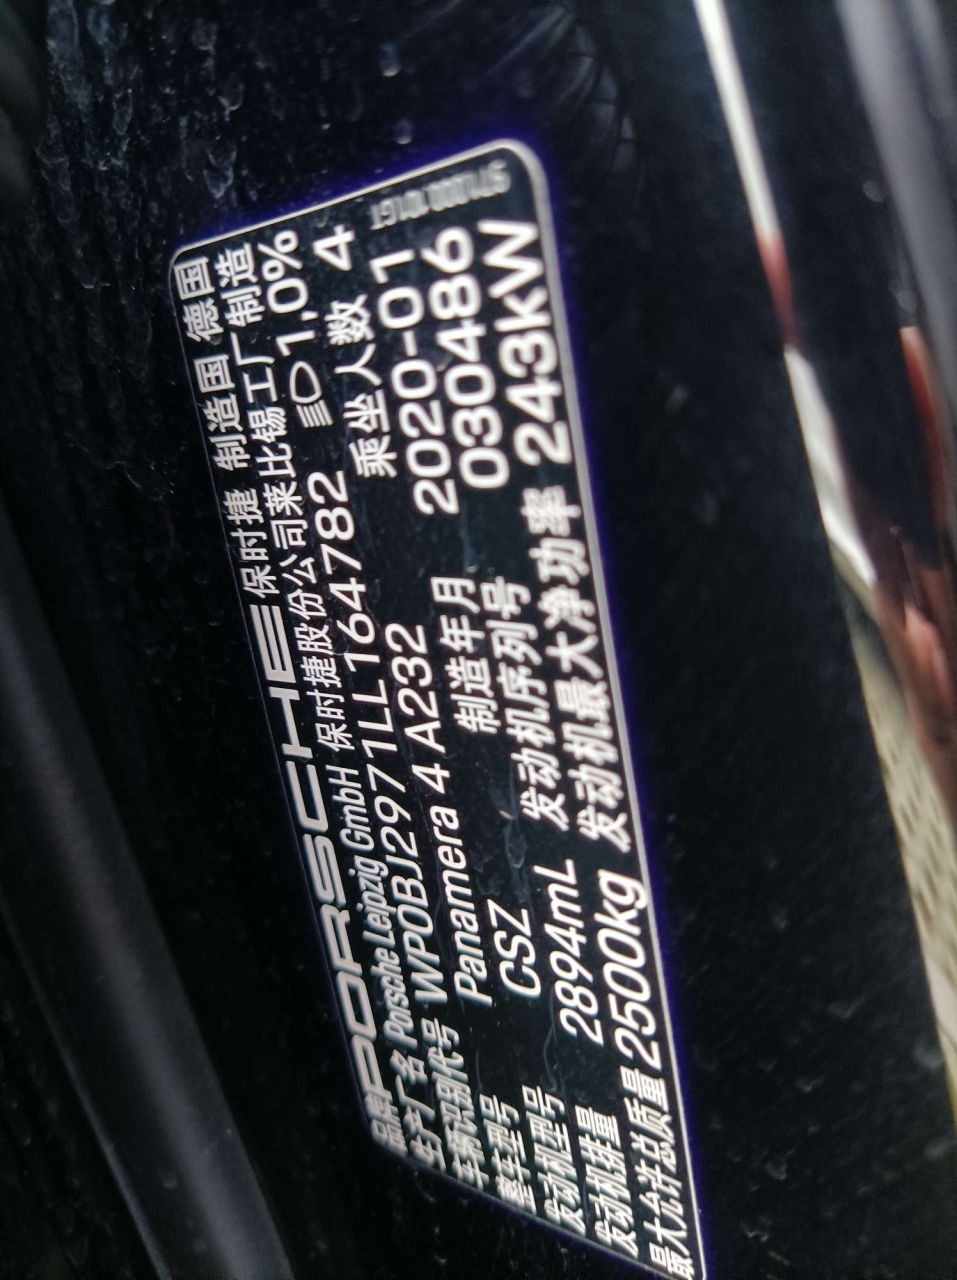 品牌 PORSCHE 保时捷 制造国 德国
生产厂名 Porsche Leipzig GmbH 保时捷股份公司莱比锡工厂制造
车辆识别代号 WP0BJ2971LL164782 1,0%
整车型号 Panamera 4 A232 乘坐人数 4
发动机型号 CSZ 制造年月 2020-01
发动机排量 2894mL 发动机序列号 030486
最大允许总质量 2500kg 发动机最大净功率 243kW